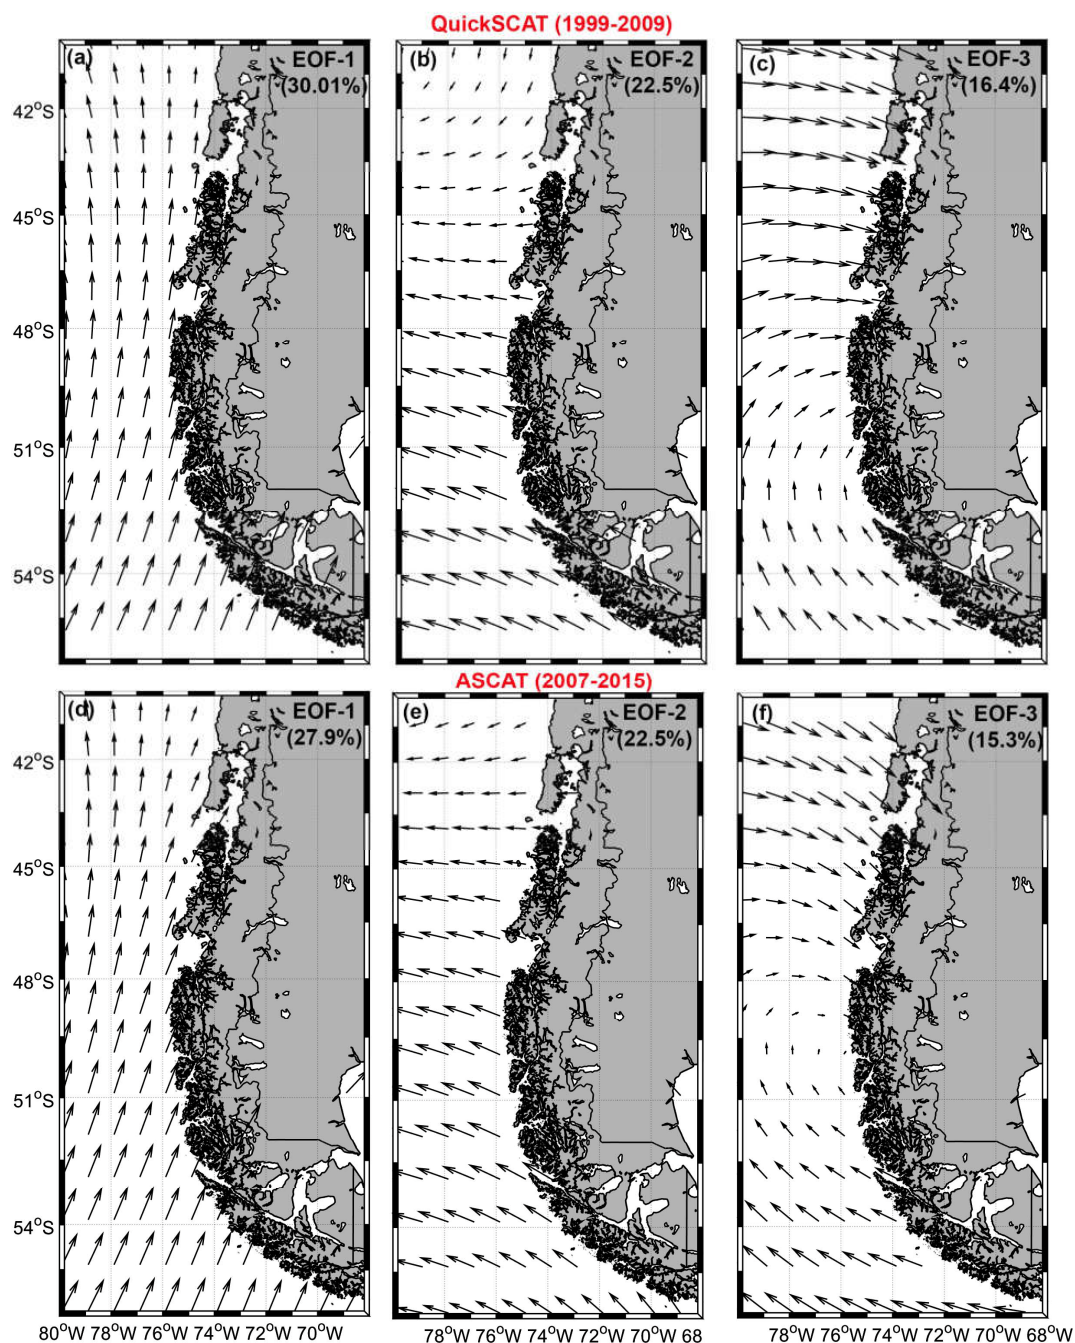 QuickSCAT (1999-2009)
(a) EOF-1
(30.01%)
(b) EOF-2
(22.5%)
(c) EOF-3
(16.4%)
42°S
45°S
48°S
51°S
54°S
ASCAT (2007-2015)
(d) EOF-1
(27.9%)
(e) EOF-2
(22.5%)
(f) EOF-3
(15.3%)
42°S
45°S
48°S
51°S
54°S
80°W 78°W 76°W 74°W 72°W 70°W 78°W 76°W 74°W 72°W 70°W 68 78°W 76°W 74°W 72°W 70°W 68°W